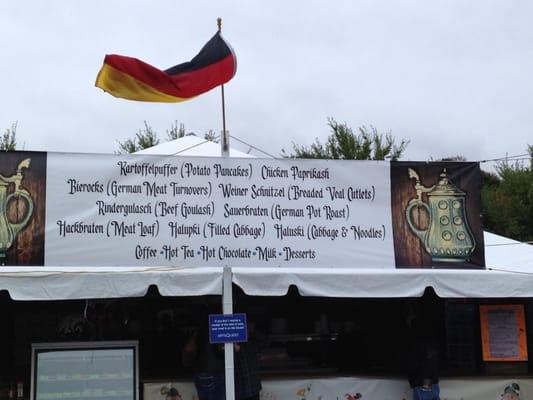 Kartoffelpuffer (Potato Pancakes) Chicken Paprikash
Bierocks (German Meat Turnovers) Weiner Schnitzel (Breaded Veal Cutlets)
Rindergulasch (Beef Goulash) Sauerbraten (German Pot Roast)
Hackbraten (Meat Loaf) Halupki (Filled Cabbage) Haluski (Cabbage & Noodles)
Coffee • Hot Tea • Hot Chocolate • Milk • Desserts